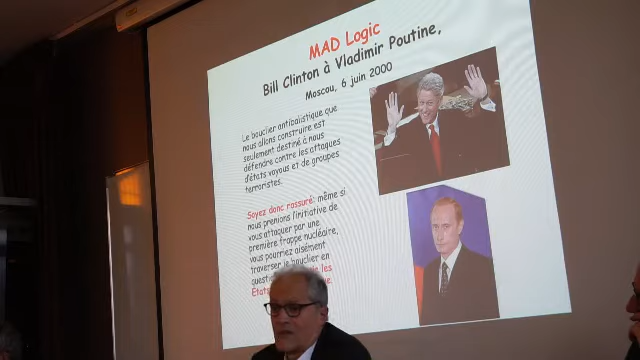 MAD Logic
Bill Clinton à Vladimir Poutine,
Moscou, 6 juin 2000
Le bouclier antibalistique que
nous allons construire est
seulement destiné à nous
défendre contre les attaques
d'états voyous et de groupes
terroristes.
Soyez donc rassuré: même si
nous prenions l'initiative de
vous attaquer par une
première frappe nucléaire,
vous pourriez aisément
traverser le bouclier en
les